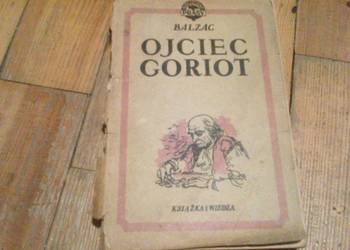 BALZAC
OJCIEC
GORIOT
KSIĄŻKA I WIEDZA